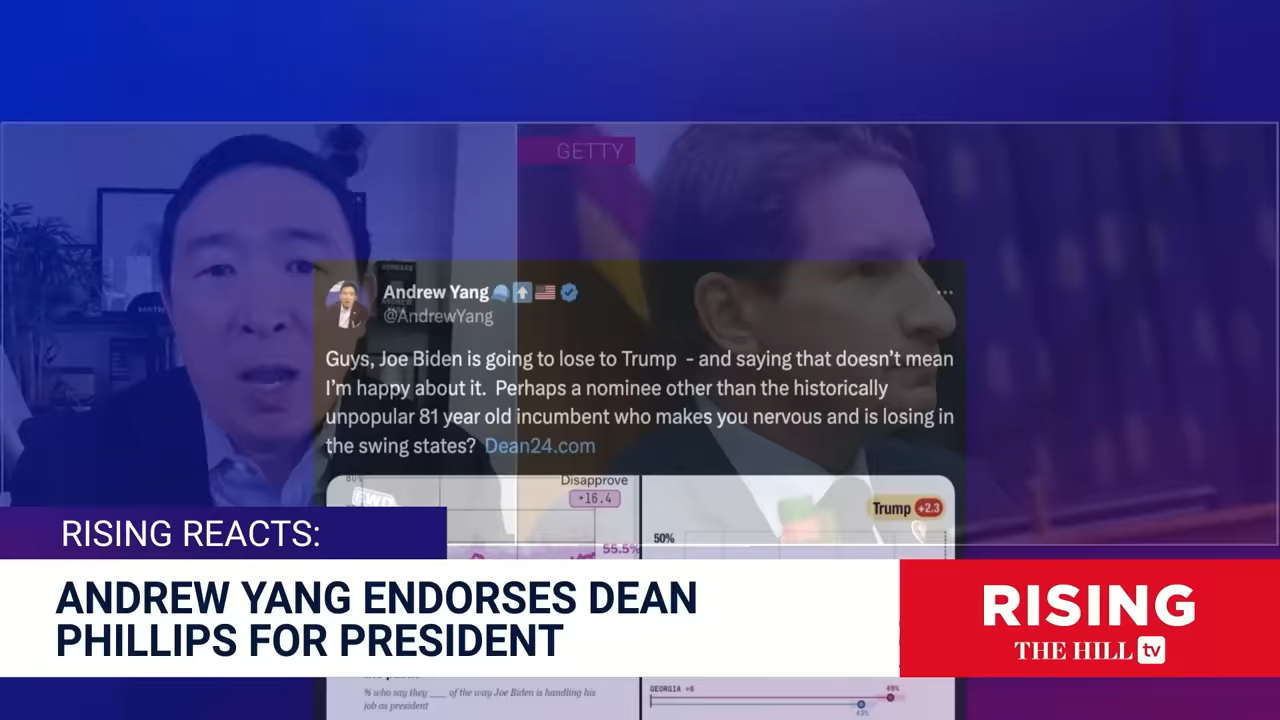 GETTY
Andrew Yang
@AndrewYang
Guys, Joe Biden is going to lose to Trump - and saying that doesn't mean
I'm happy about it. Perhaps a nominee other than the historically
unpopular 81 year old incumbent who makes you nervous and is losing in
the swing states? Dean24.com
80%
Disapprove
+16.4
55.5%
Trump +2.3
50%
RISING REACTS:
ANDREW YANG ENDORSES DEAN
PHILLIPS FOR PRESIDENT
RISING
THE HILL tv
% who say they ___ of the way Joe Biden is handling his
job as president
GEORGIA +6
49%
43%